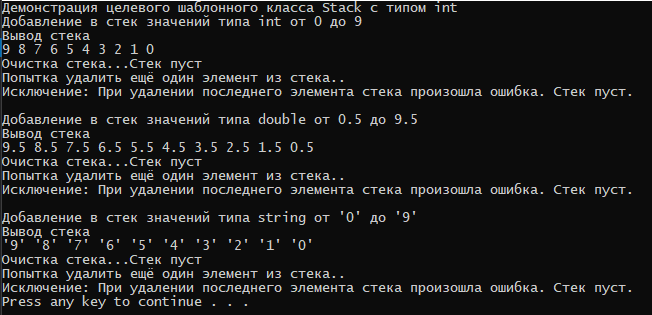 Демонстрация целевого шаблонного класса Stack с типом int
Добавление в стек значений типа int от 0 до 9
Вывод стека
9 8 7 6 5 4 3 2 1 0
Очистка стека...Стек пуст
Попытка удалить ещё один элемент из стека..
Исключение: При удалении последнего элемента стека произошла ошибка. Стек пуст.
Добавление в стек значений типа double от 0.5 до 9.5
Вывод стека
9.5 8.5 7.5 6.5 5.5 4.5 3.5 2.5 1.5 0.5
Очистка стека...Стек пуст
Попытка удалить ещё один элемент из стека..
Исключение: При удалении последнего элемента стека произошла ошибка. Стек пуст.
Добавление в стек значений типа string от '0' до '9'
Вывод стека
'9' '8' '7' '6' '5' '4' '3' '2' '1' '0'
Очистка стека...Стек пуст
Попытка удалить ещё один элемент из стека..
Исключение: При удалении последнего элемента стека произошла ошибка. Стек пуст.
Press any key to continue . . .